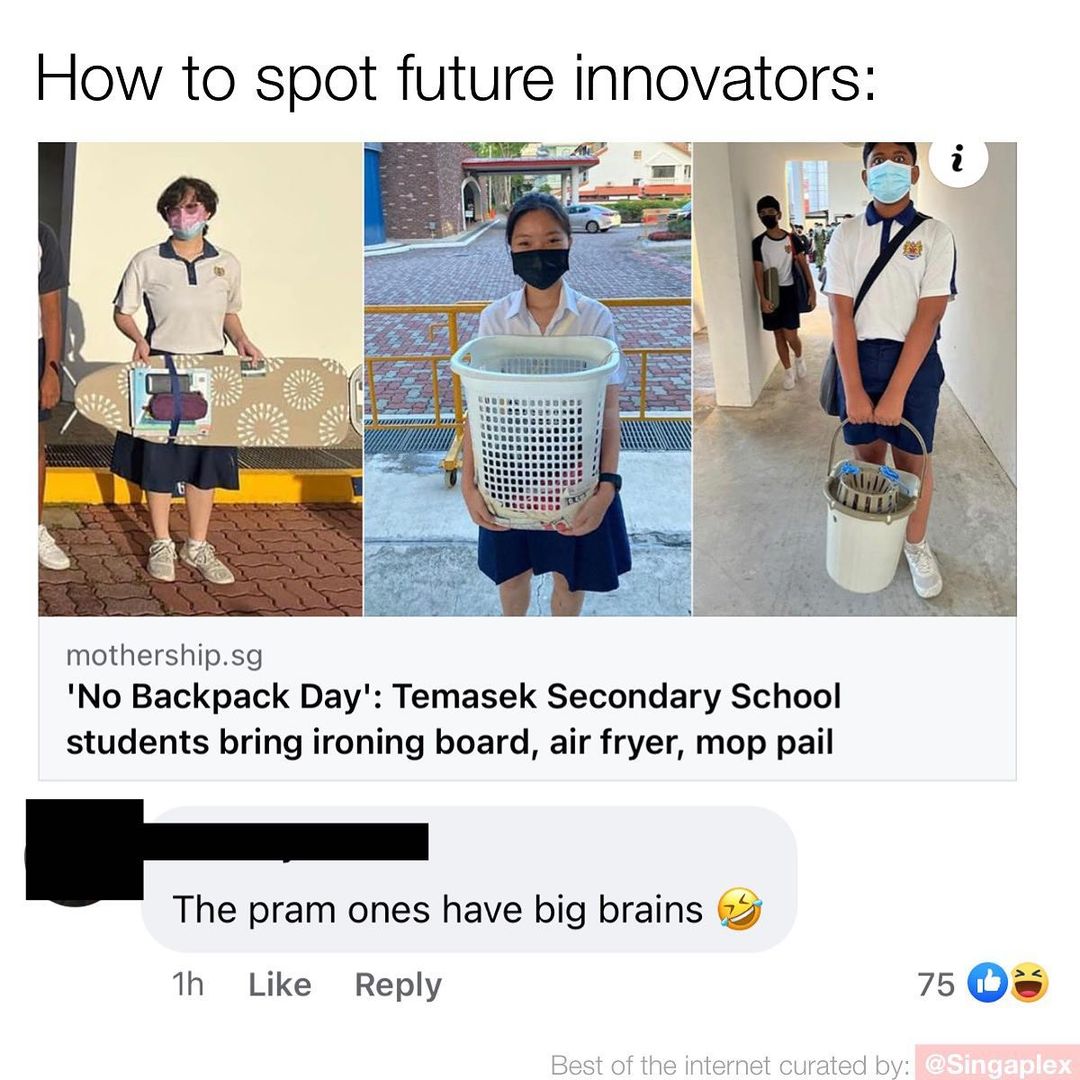 How to spot future innovators:
i
mothership.sg
'No Backpack Day': Temasek Secondary School
students bring ironing board, air fryer, mop pail
The pram ones have big brains 🤣
1h Like Reply 75
Best of the internet curated by: @Singaplex